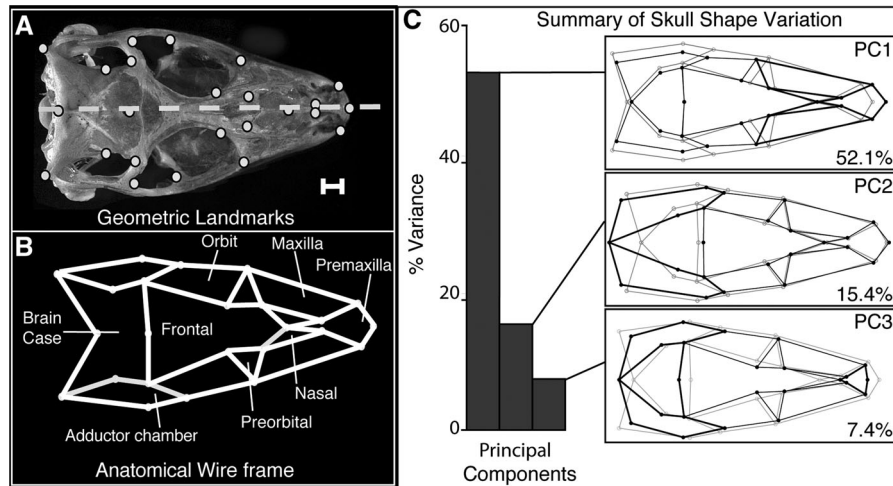 A
Geometric Landmarks
B
Orbit
Maxilla
Premaxilla
Brain
Case
Frontal
Nasal
Preorbital
Adductor chamber
Anatomical Wire frame
C
Summary of Skull Shape Variation
60
40
20
0
% Variance
Principal
Components
PC1
52.1%
PC2
15.4%
PC3
7.4%